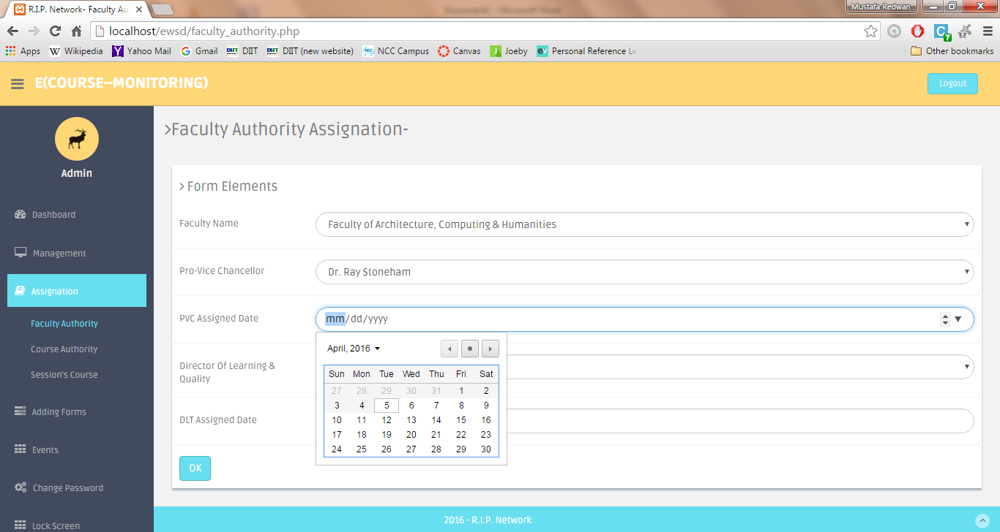 R.I.P. Network- Faculty Au
Mustafa Redwan
localhost/ewsd/faculty_authority.php
Apps Wikipedia Yahoo Mail Gmail DIIT DIIT (new website) NCC Campus Canvas Joeby Personal Reference Le Other bookmarks
E(COURSE--MONITORING)
Logout
Admin
Dashboard
Management
Assignation
Faculty Authority
Course Authority
Session's Course
Adding Forms
Events
Change Password
Lock Screen
Faculty Authority Assignation-
Form Elements
Faculty Name
Faculty of Architecture, Computing & Humanities
Pro-Vice Chancellor
Dr. Ray Stoneham
PVC Assigned Date
mm/dd/yyyy
April, 2016
Sun Mon Tue Wed Thu Fri Sat
27 28 29 30 31 1 2
3 4 5 6 7 8 9
10 11 12 13 14 15 16
17 18 19 20 21 22 23
24 25 26 27 28 29 30
Director Of Learning &
Quality
DLT Assigned Date
OK
2016 - R.I.P. Network